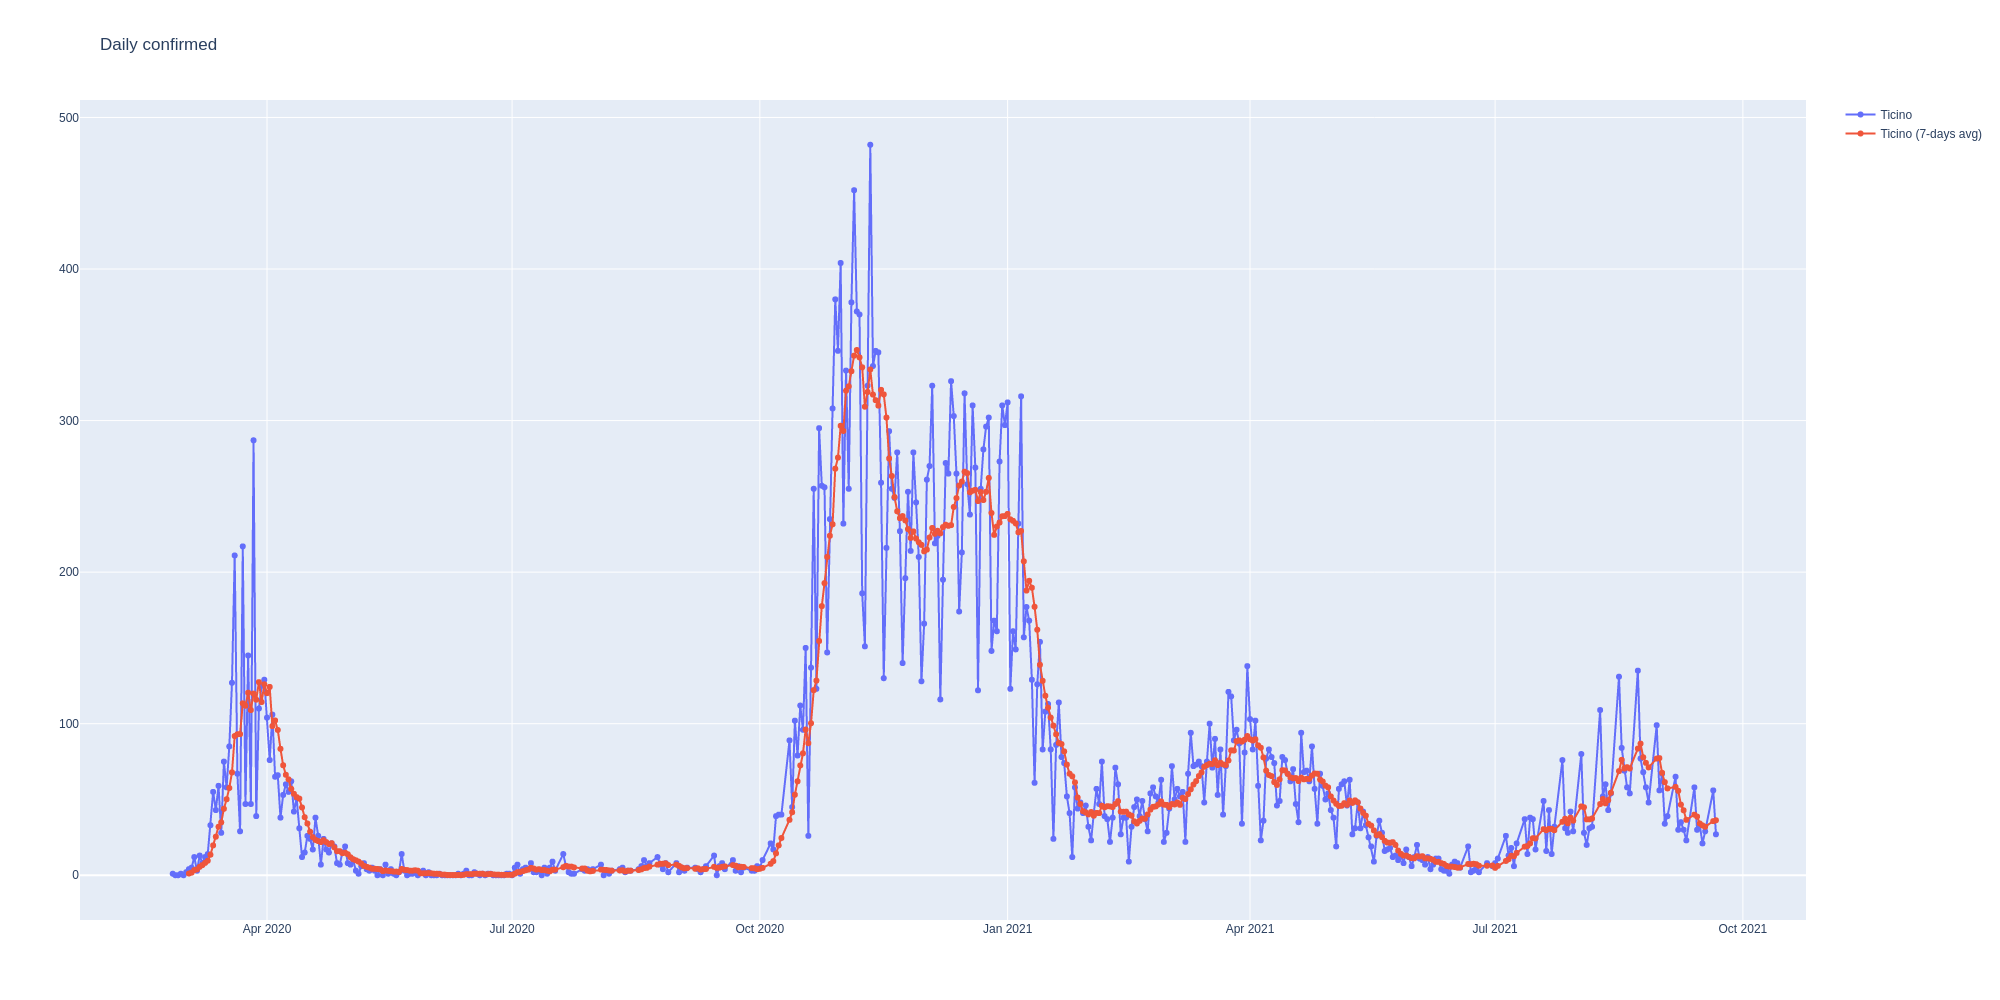 Daily confirmed
Ticino
Ticino (7-days avg)
500
400
300
200
100
0
Apr 2020
Jul 2020
Oct 2020
Jan 2021
Apr 2021
Jul 2021
Oct 2021